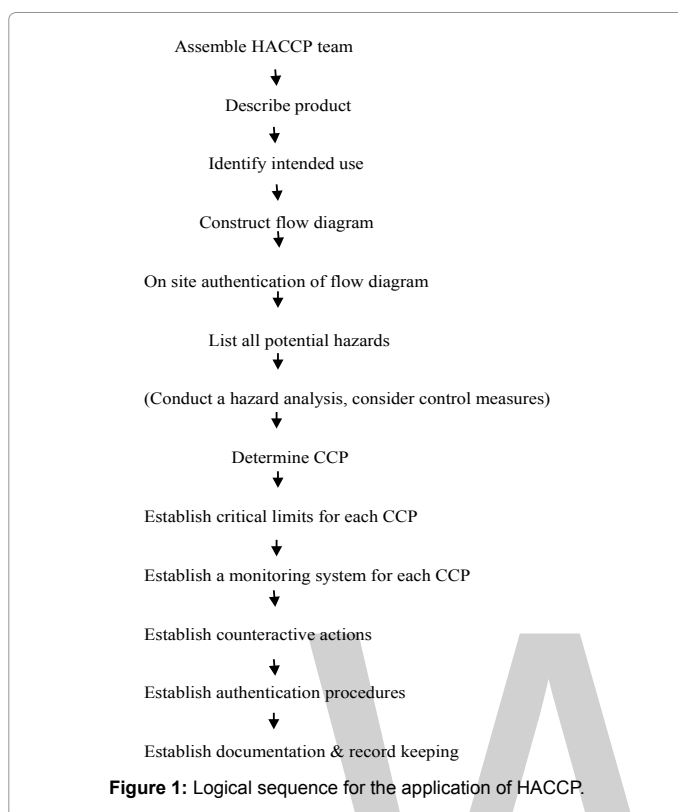 Assemble HACCP team
Describe product
Identify intended use
Construct flow diagram
On site authentication of flow diagram
List all potential hazards
(Conduct a hazard analysis, consider control measures)
Determine CCP
Establish critical limits for each CCP
Establish a monitoring system for each CCP
Establish counteractive actions
Establish authentication procedures
Establish documentation & record keeping
Figure 1: Logical sequence for the application of HACCP.